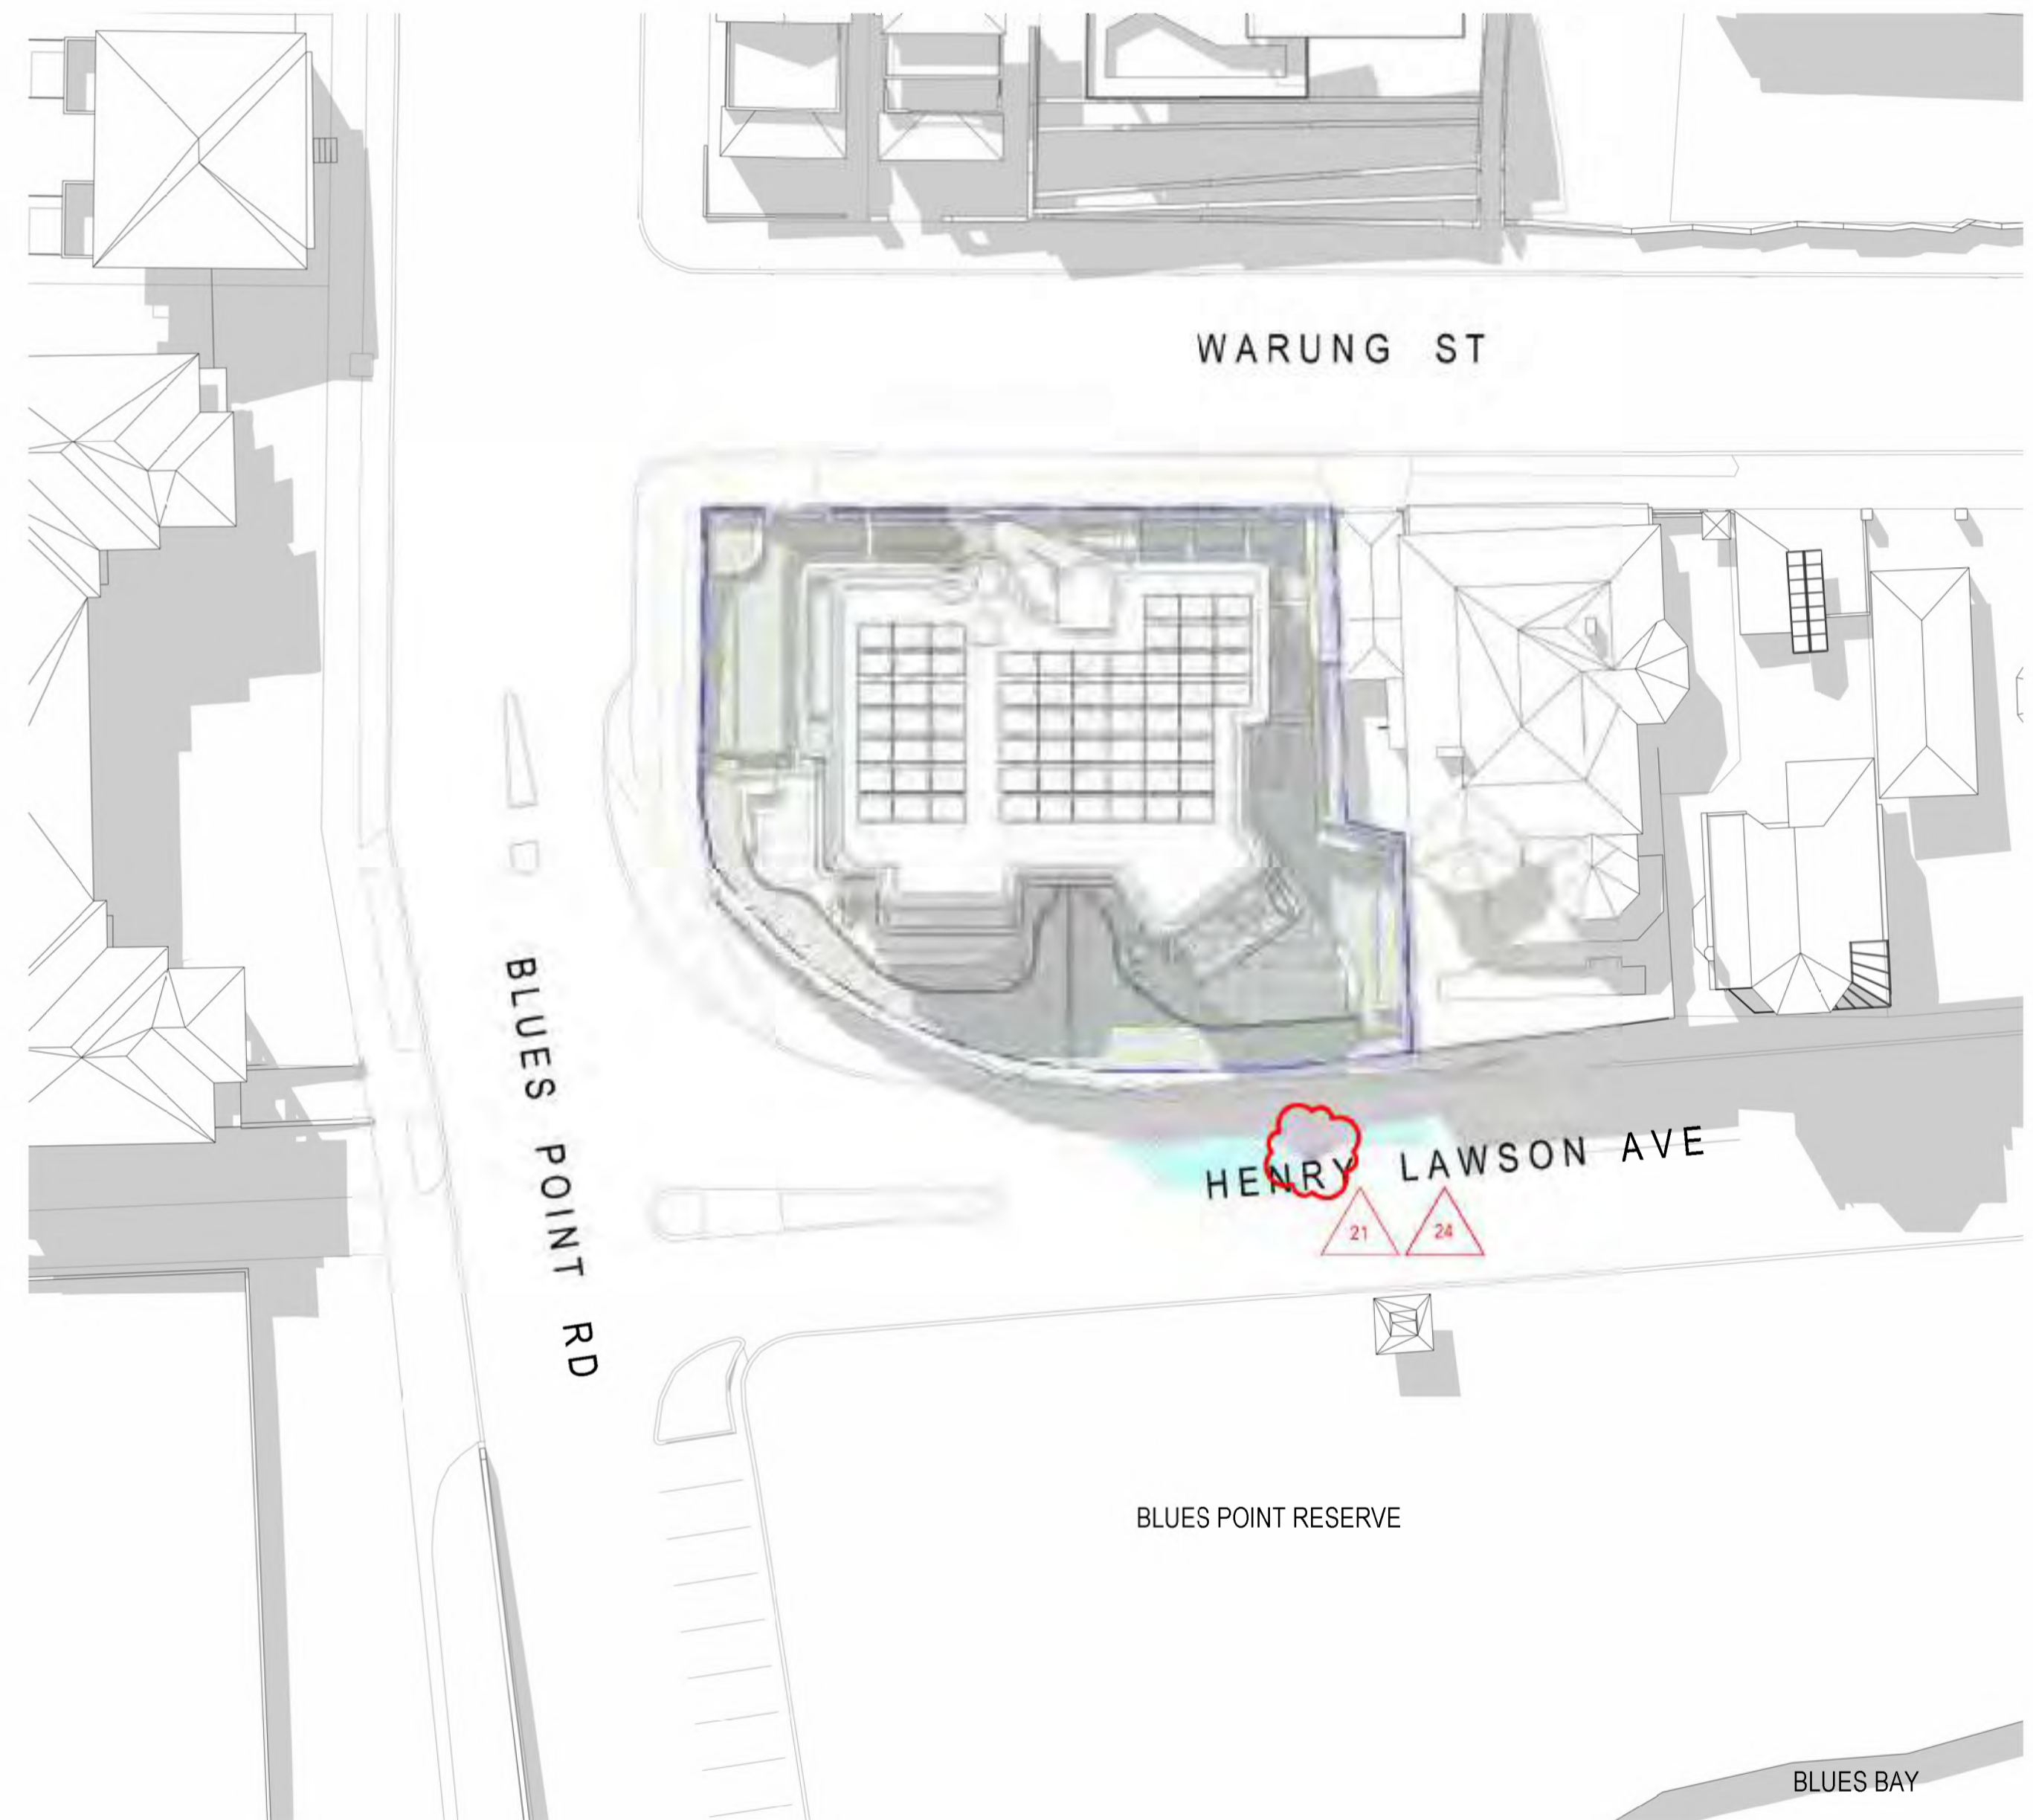 WARUNG ST
BLUES POINT RD
HENRY LAWSON AVE
21
24
BLUES POINT RESERVE
BLUES BAY